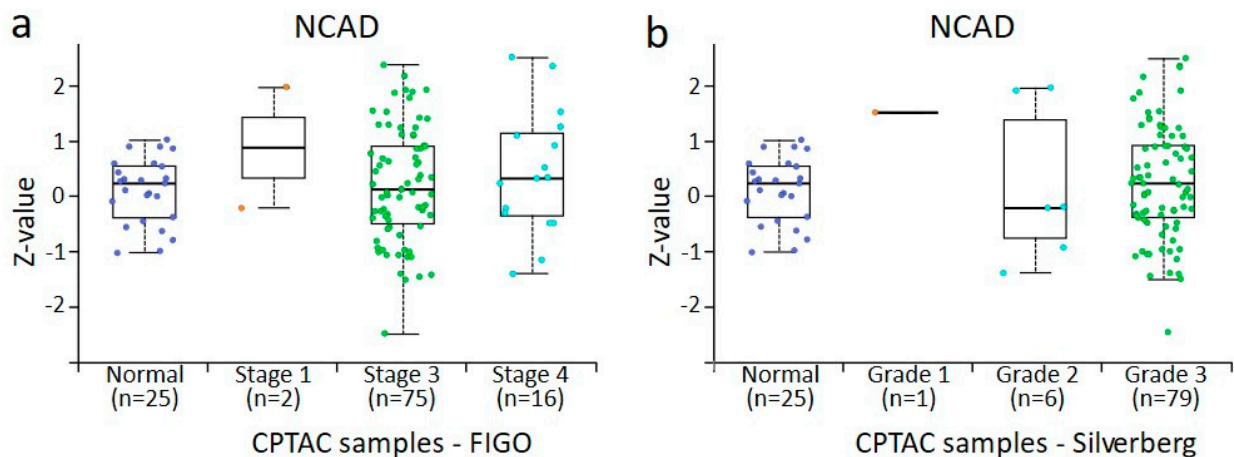 a
NCAD
Z-value
2
1
0
-1
-2
Normal
(n=25)
Stage 1
(n=2)
Stage 3
(n=75)
Stage 4
(n=16)
CPTAC samples - FIGO
b
NCAD
Z-value
2
1
0
-1
-2
Normal
(n=25)
Grade 1
(n=1)
Grade 2
(n=6)
Grade 3
(n=79)
CPTAC samples - Silverberg